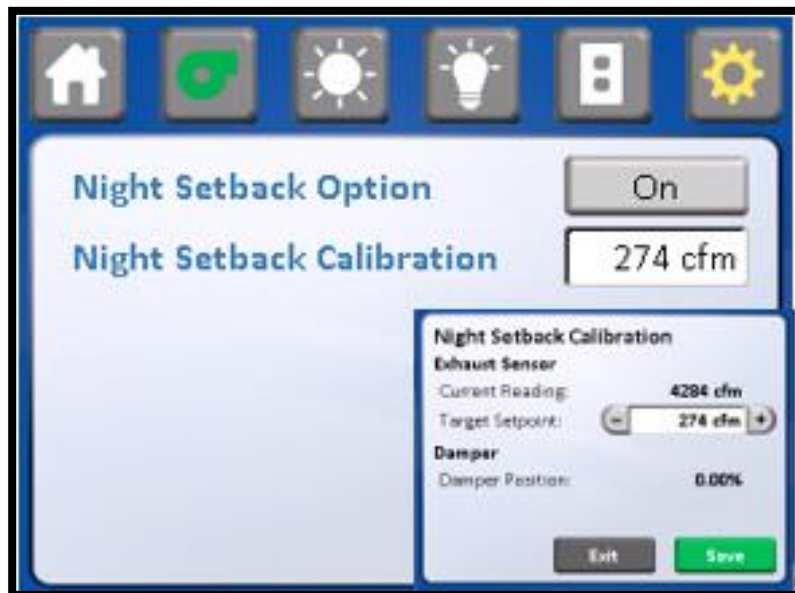 Night Setback Option On
Night Setback Calibration 274 cfm
Night Setback Calibration
Exhaust Sensor
Current Reading: 4284 cfm
Target Setpoint: - 274 cfm +
Damper
Damper Position: 0.00%
Exit Save